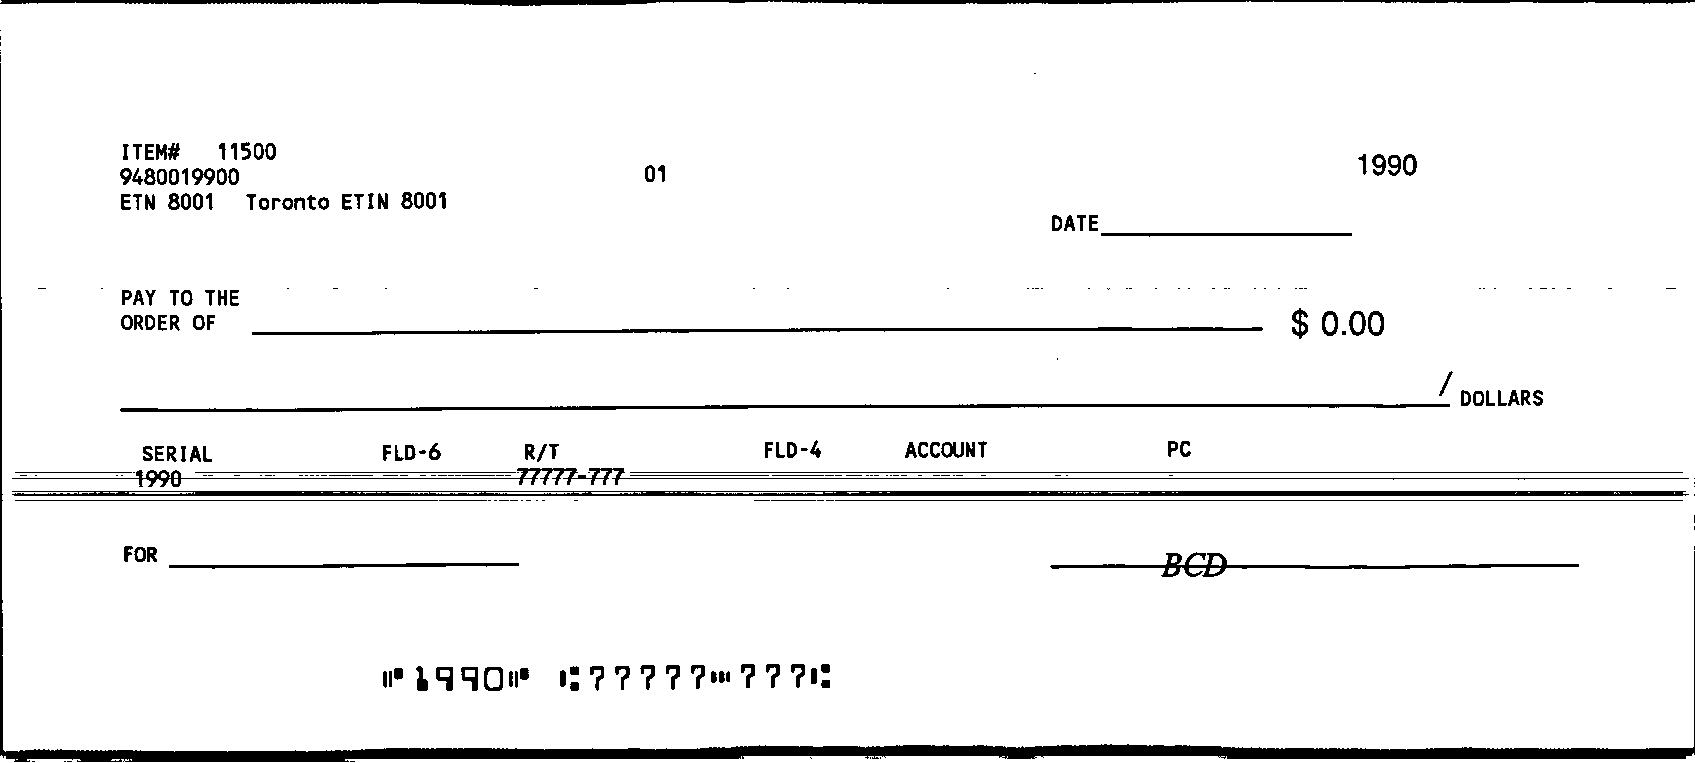 ITEM# 11500
9480019900
ETN 8001 Toronto ETIN 8001
01
1990
DATE
PAY TO THE
ORDER OF
$ 0.00
/ DOLLARS
SERIAL FLD-6 R/T FLD-4 ACCOUNT PC
1990 77777-777
FOR
BCD
⑈1990⑈ ⑆77777⑉777⑆